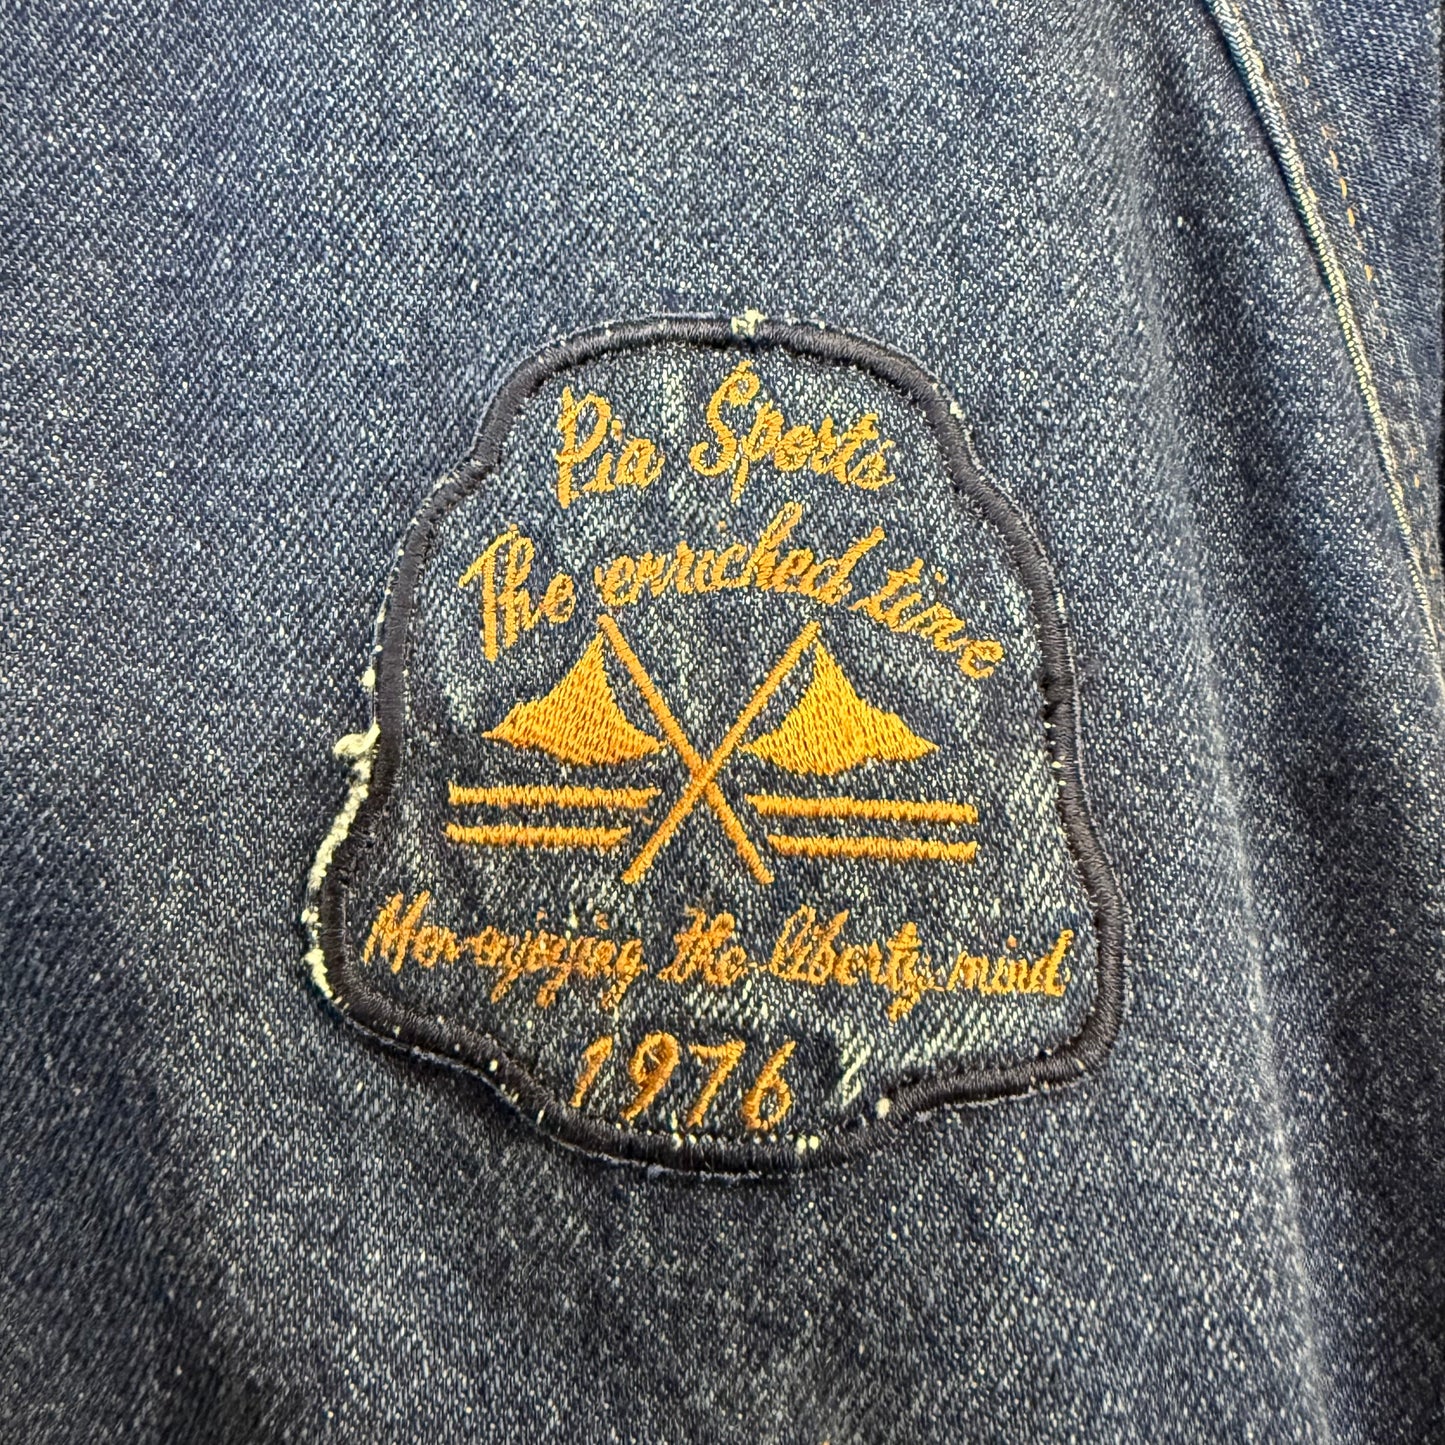 Pia Sports
The enriched time
Men enjoying the liberty mind
1976